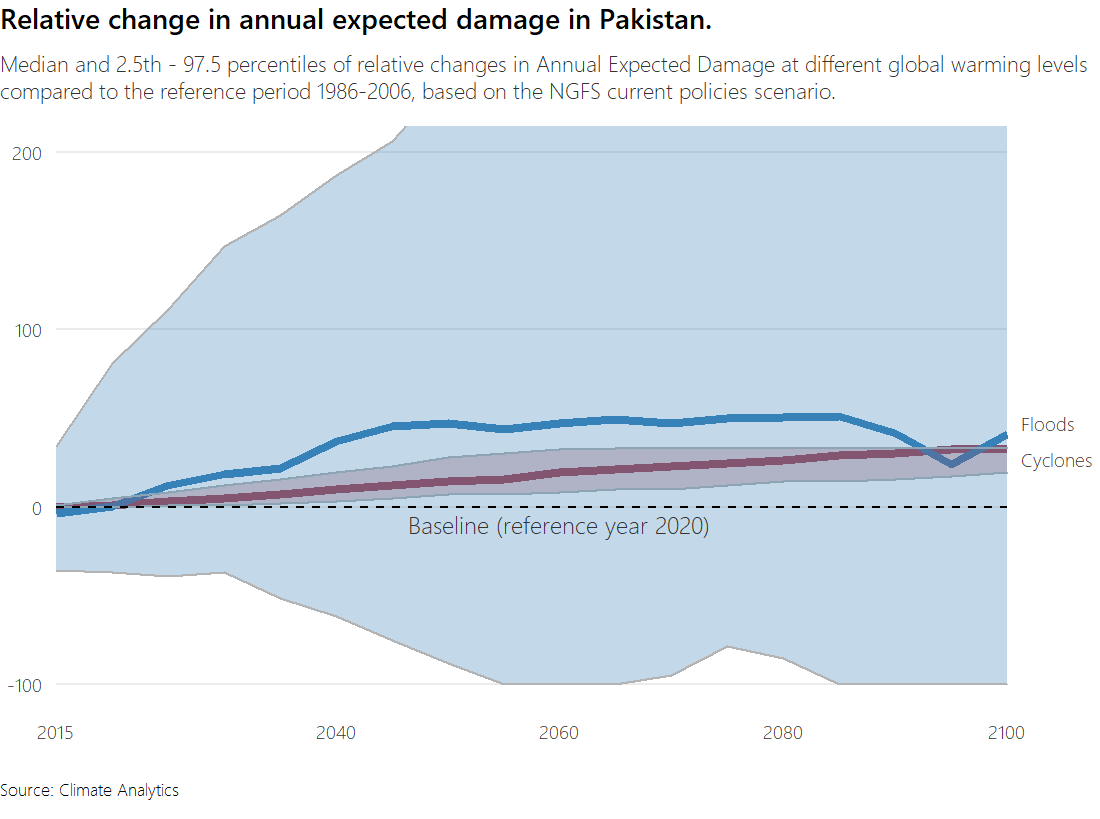 Relative change in annual expected damage in Pakistan.
Median and 2.5th - 97.5 percentiles of relative changes in Annual Expected Damage at different global warming levels
compared to the reference period 1986-2006, based on the NGFS current policies scenario.
200
100
Floods
Cyclones
0
Baseline (reference year 2020)
-100
2015 2040 2060 2080 2100
Source: Climate Analytics